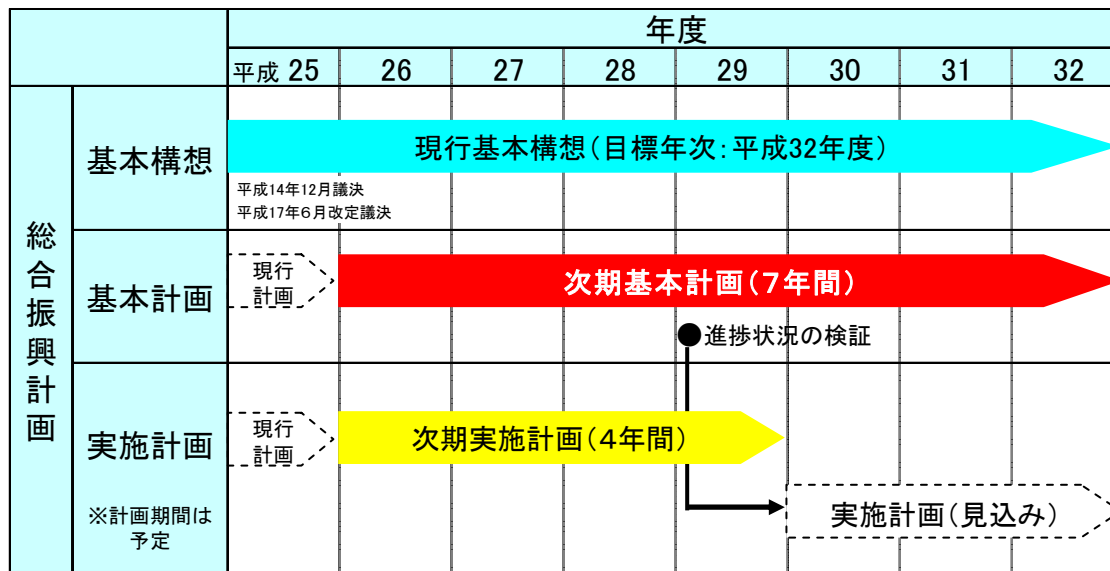 年度
平成 25 26 27 28 29 30 31 32
総合振興計画
基本構想
現行基本構想(目標年次:平成32年度)
平成14年12月議決
平成17年6月改定議決
基本計画
現行
計画
次期基本計画(7年間)
●進捗状況の検証
実施計画
※計画期間は
予定
現行
計画
次期実施計画(4年間)
実施計画(見込み)